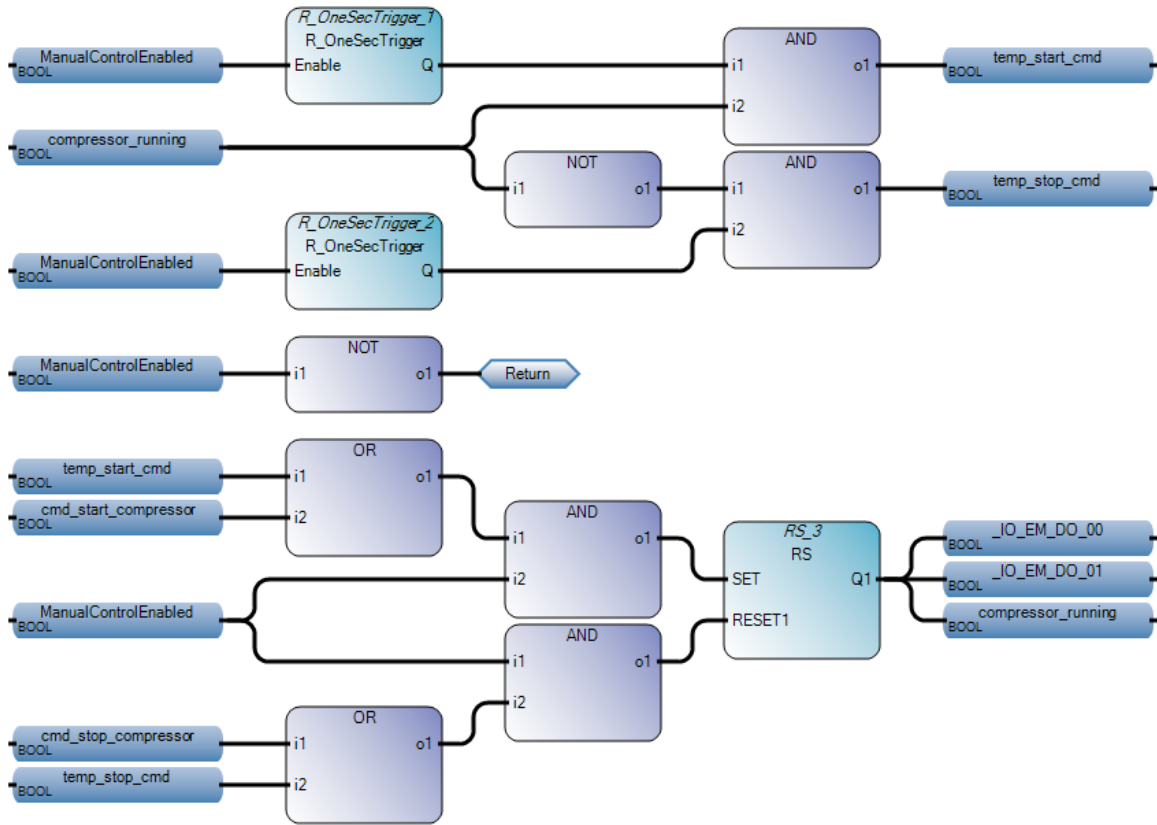 R_OneSecTrigger_1
R_OneSecTrigger
ManualControlEnabled
BOOL
Enable Q
AND
i1 o1
i2
temp_start_cmd
BOOL
compressor_running
BOOL
NOT
i1 o1
AND
i1 o1
i2
temp_stop_cmd
BOOL
R_OneSecTrigger_2
R_OneSecTrigger
ManualControlEnabled
BOOL
Enable Q
ManualControlEnabled
BOOL
NOT
i1 o1
Return
temp_start_cmd
BOOL
cmd_start_compressor
BOOL
OR
i1 o1
i2
AND
i1 o1
i2
ManualControlEnabled
BOOL
AND
i1 o1
i2
RS_3
RS
SET Q1
RESET1
_IO_EM_DO_00
BOOL
_IO_EM_DO_01
BOOL
compressor_running
BOOL
cmd_stop_compressor
BOOL
temp_stop_cmd
BOOL
OR
i1 o1
i2